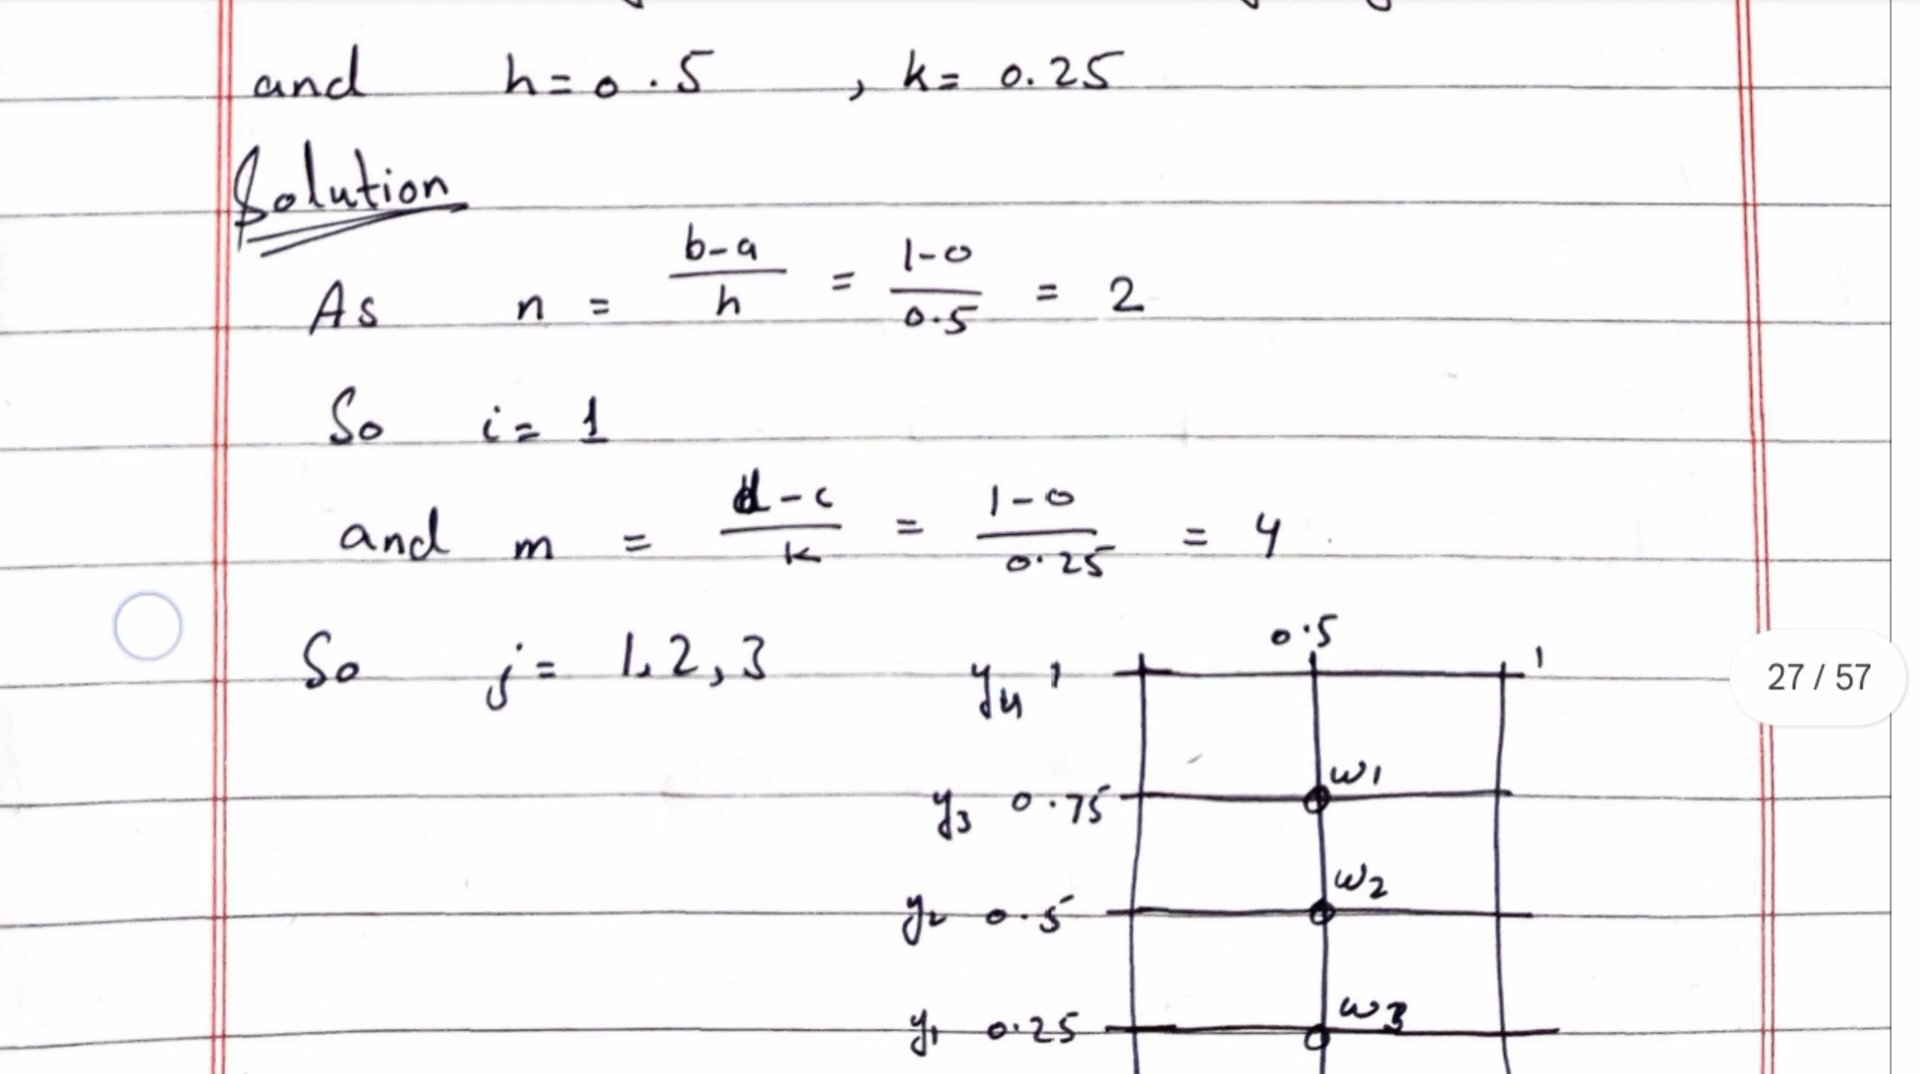 and h = 0.5 , k = 0.25
Solution
As n = b-a / h = 1-0 / 0.5 = 2
So i = 1
and m = d-c / k = 1-0 / 0.25 = 4
So j = 1, 2, 3
0.5
y4 1 1
27 / 57
w1
y3 0.75
w2
y2 0.5
w3
y1 0.25